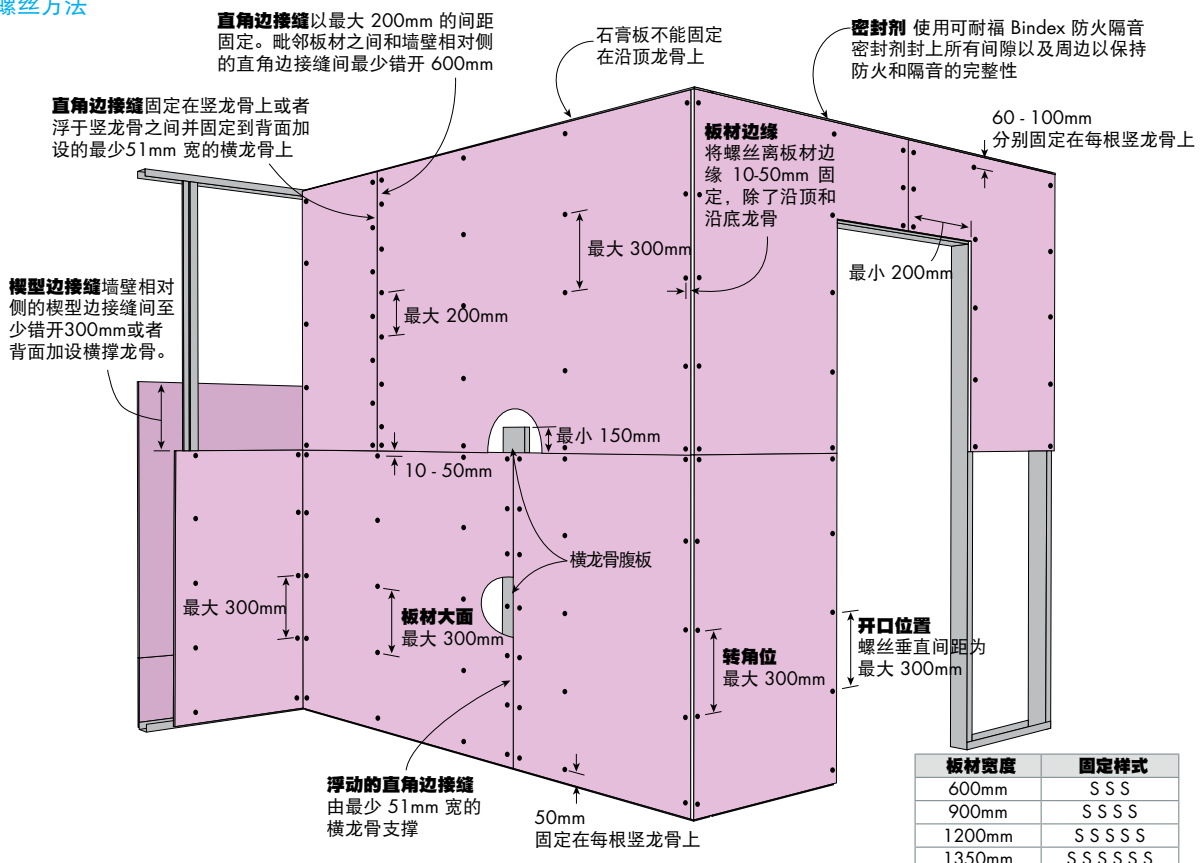 螺丝方法
直角边接缝以最大 200mm 的间距
固定。毗邻板材之间和墙壁相对侧
的直角边接缝间最少错开 600mm
石膏板不能固定
在沿顶龙骨上
密封剂 使用可耐福 Bindex 防火隔音
密封剂封上所有间隙以及周边以保持
防火和隔音的完整性
直角边接缝固定在竖龙骨上或者
浮于竖龙骨之间并固定到背面加
设的最少51mm 宽的横龙骨上
板材边缘
将螺丝离板材边
缘 10-50mm 固
定，除了沿顶和
沿底龙骨
60 - 100mm
分别固定在每根竖龙骨上
最大 300mm
最小 200mm
楔型边接缝墙壁相对
侧的楔型边接缝间至
少错开300mm或者
背面加设横撑龙骨。
最大 200mm
最小 150mm
10 - 50mm
横龙骨腹板
最大 300mm
板材大面
最大 300mm
转角位
最大 300mm
开口位置
螺丝垂直间距为
最大 300mm
浮动的直角边接缝
由最少 51mm 宽的
横龙骨支撑
50mm
固定在每根竖龙骨上
板材宽度 固定样式
600mm S S S
900mm S S S S
1200mm S S S S S
1350mm S S S S S S